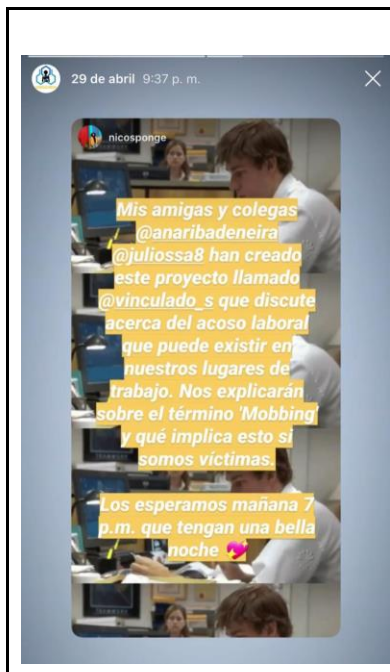 29 de abril 9:37 p. m.
nicosponge
Mis amigas y colegas
@anaribadeneira
@juliossa8 han creado
este proyecto llamado
@vinculado_s que discute
acerca del acoso laboral
que puede existir en
nuestros lugares de
trabajo. Nos explicarán
sobre el término 'Mobbing'
y qué implica esto si
somos víctimas.
Los esperamos mañana 7
p.m. que tengan una bella
noche 💖